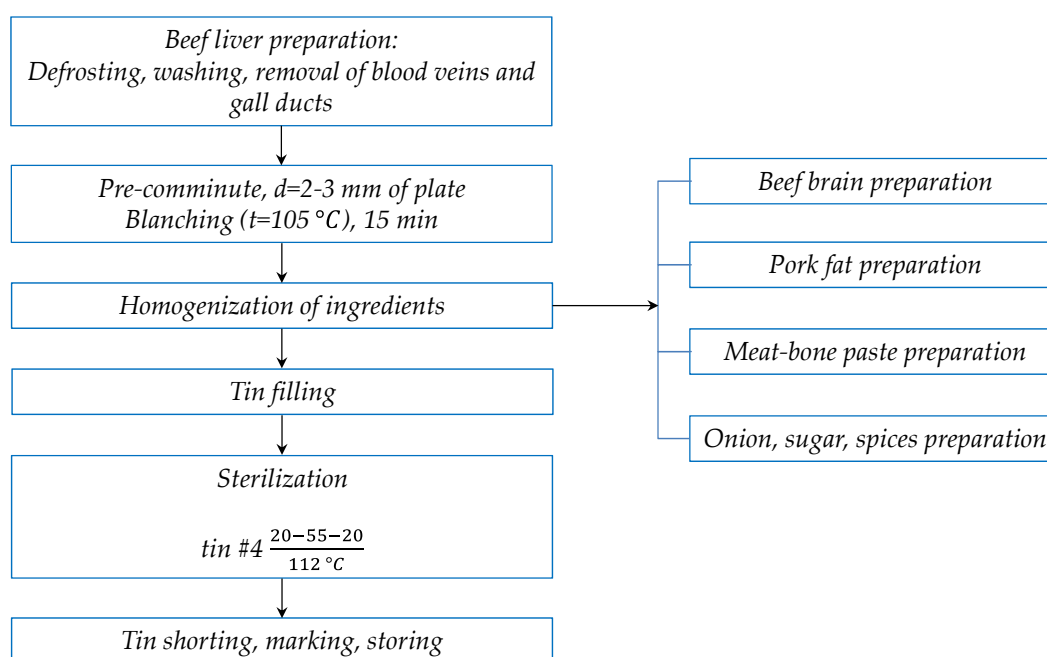 Beef liver preparation:
Defrosting, washing, removal of blood veins and
gall ducts
Pre-comminute, d=2-3 mm of plate
Blanching (t=105 °C), 15 min
Homogenization of ingredients
Tin filling
Sterilization
tin #4 20−55−20
112 °C
Tin shorting, marking, storing
Beef brain preparation
Pork fat preparation
Meat-bone paste preparation
Onion, sugar, spices preparation